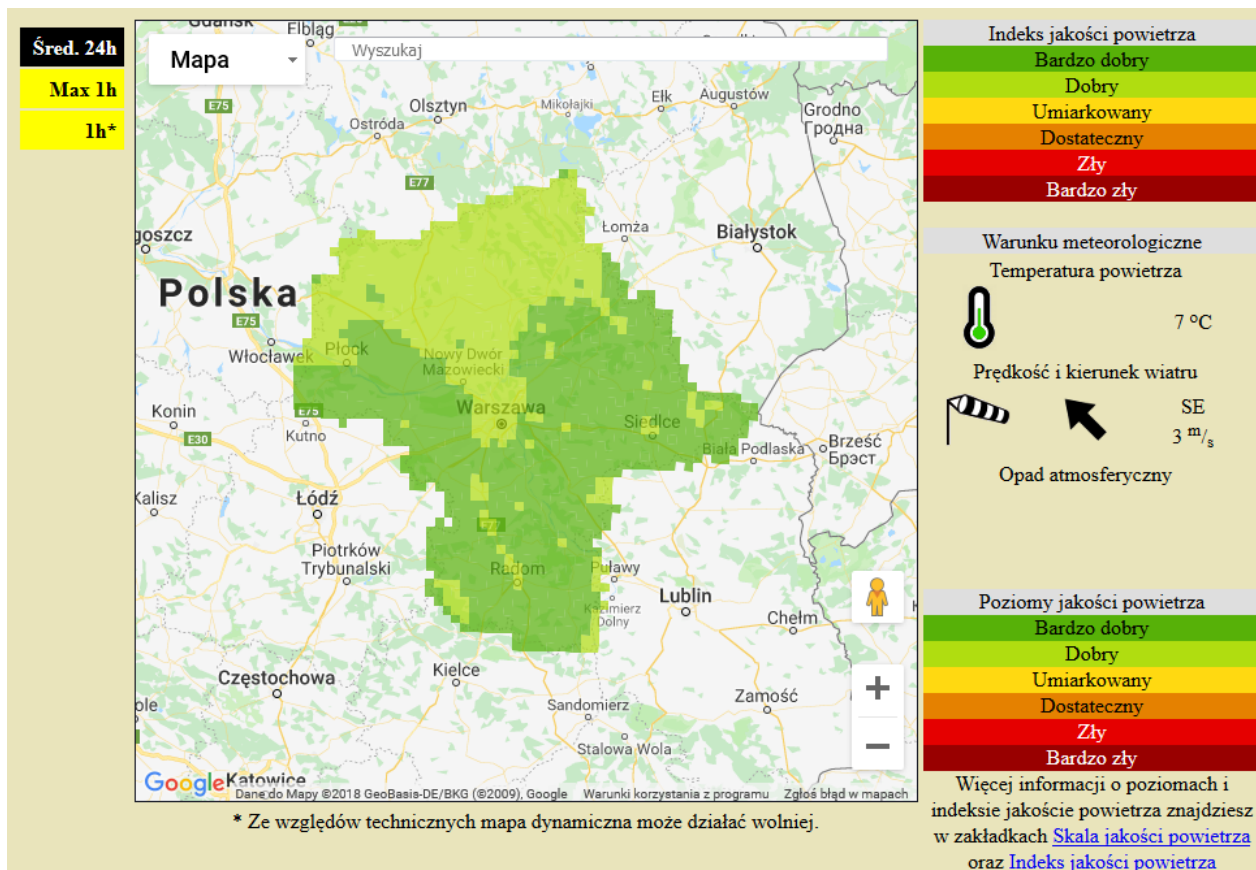 Śred. 24h
Max 1h
1h*
Mapa
Wyszukaj
Gdańsk
Elbląg
E75
Olsztyn
Mikołajki
Ełk
Augustów
Grodno
Гродна
Ostróda
E77
Łomża
Białystok
goszcz
Polska
E75
Włocławek
Płock
Nowy Dwór
Mazowiecki
Warszawa
Konin
E75
E30
Kutno
Siedlce
Biała Podlaska
Brześć
Брэст
Kalisz
Łódź
E77
Piotrków
Trybunalski
Radom
Puławy
Kazimierz
Dolny
Lublin
Chełm
Częstochowa
Kielce
Sandomierz
Zamość
ole
Stalowa Wola
Google
Katowice
Dane do Mapy ©2018 GeoBasis-DE/BKG (©2009), Google Warunki korzystania z programu Zgłoś błąd w mapach
* Ze względów technicznych mapa dynamiczna może działać wolniej.
Indeks jakości powietrza
Bardzo dobry
Dobry
Umiarkowany
Dostateczny
Zły
Bardzo zły
Warunku meteorologiczne
Temperatura powietrza
7 °C
Prędkość i kierunek wiatru
SE
3 m/s
Opad atmosferyczny
Poziomy jakości powietrza
Bardzo dobry
Dobry
Umiarkowany
Dostateczny
Zły
Bardzo zły
Więcej informacji o poziomach i
indeksie jakoście powietrza znajdziesz
w zakładkach Skala jakości powietrza
oraz Indeks jakości powietrza